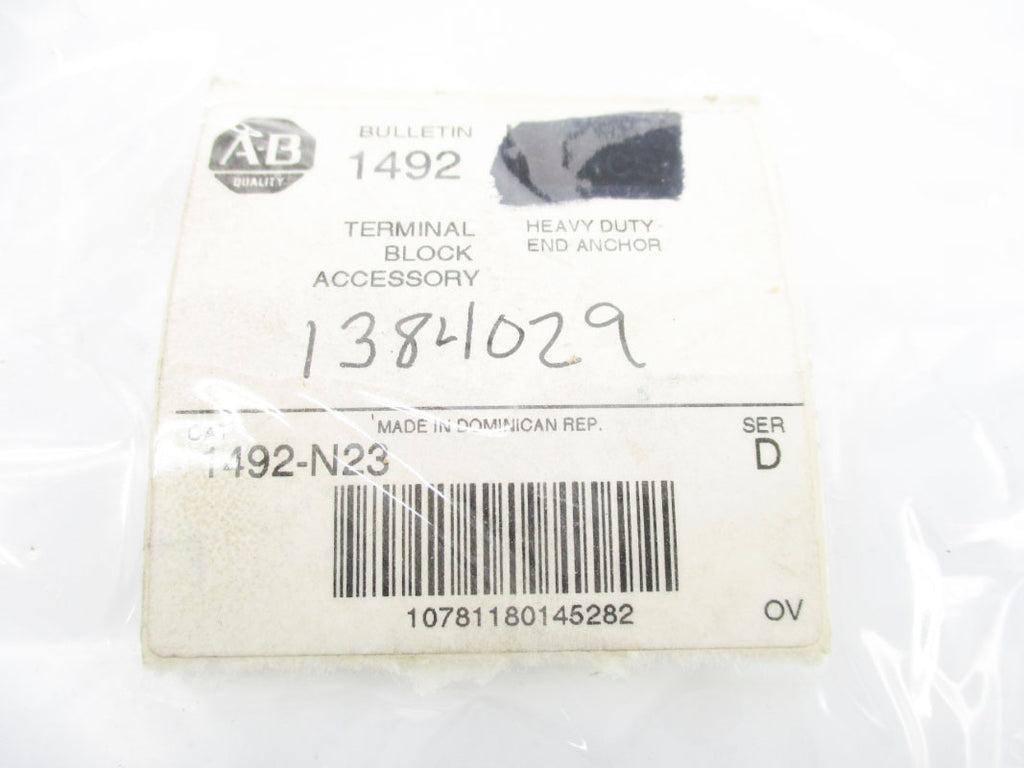 A-B
QUALITY
BULLETIN
1492
TERMINAL
BLOCK
ACCESSORY
HEAVY DUTY
END ANCHOR
1384029
MADE IN DOMINICAN REP.
CAT
1492-N23
SER
D
10781180145282
OV